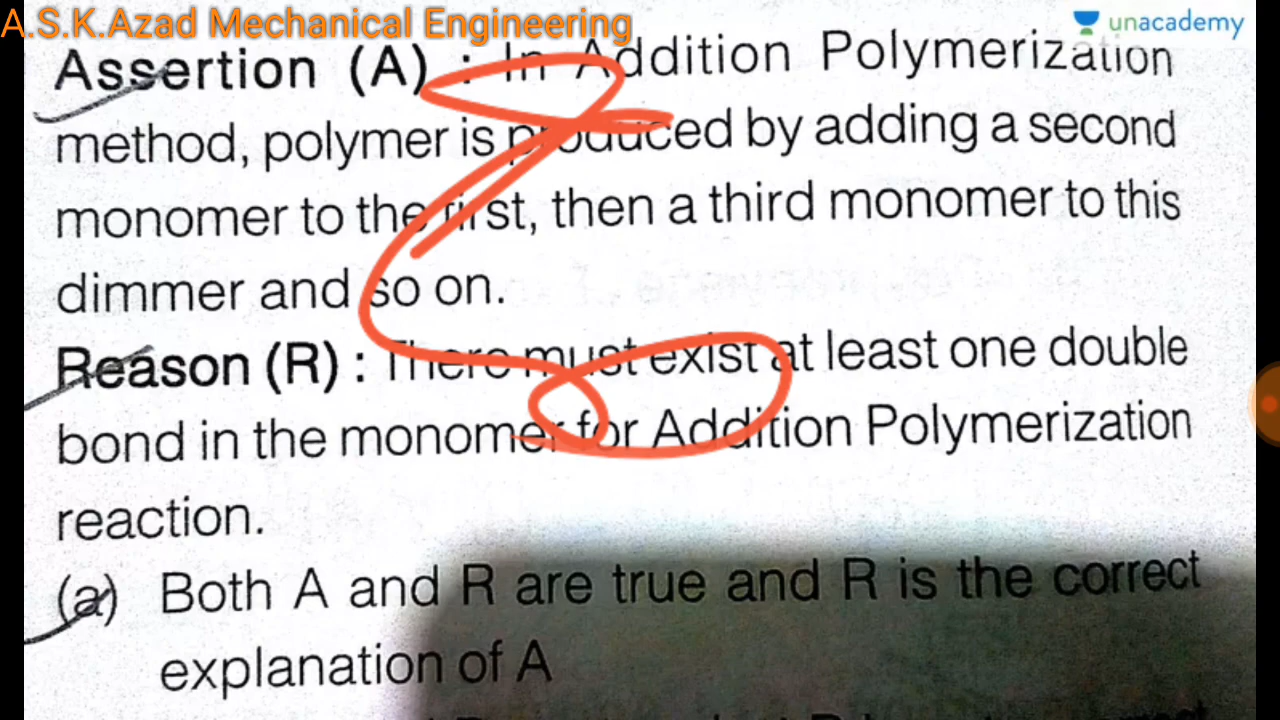 A.S.K.Azad Mechanical Engineering
unacademy
Assertion (A) : In Addition Polymerization
method, polymer is produced by adding a second
monomer to the first, then a third monomer to this
dimmer and so on.
Reason (R) : There must exist at least one double
bond in the monomer for Addition Polymerization
reaction.
(a) Both A and R are true and R is the correct
explanation of A